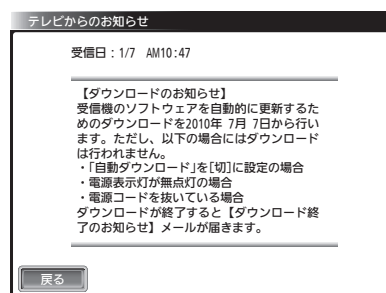 テレビからのお知らせ
受信日：1/7 AM10:47
【ダウンロードのお知らせ】
受信機のソフトウェアを自動的に更新するた
めのダウンロードを2010年 7月 7日から行い
ます。ただし、以下の場合にはダウンロード
は行われません。
・「自動ダウンロード」を[切]に設定の場合
・電源表示灯が無点灯の場合
・電源コードを抜いている場合
ダウンロードが終了すると【ダウンロード終
了のお知らせ】メールが届きます。
戻る